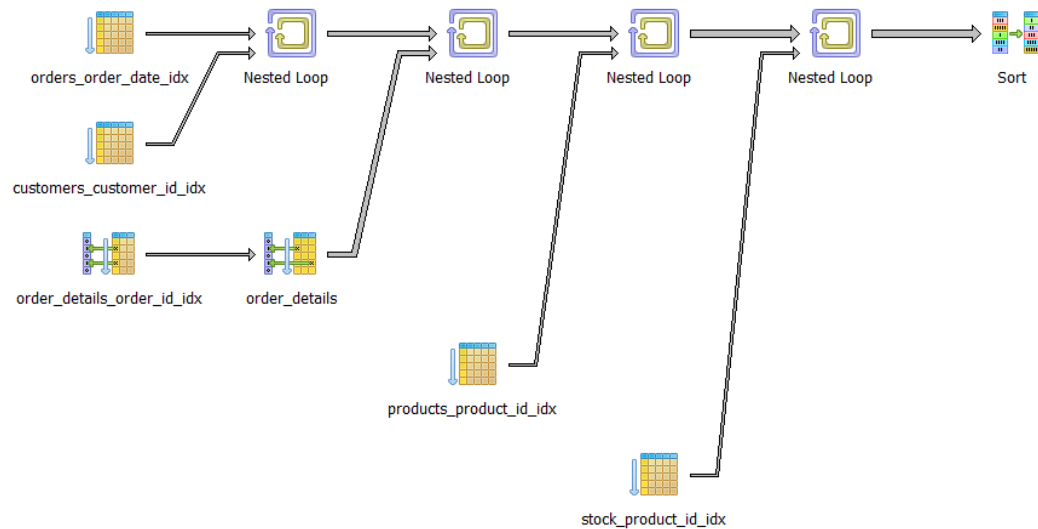 orders_order_date_idx
Nested Loop
Nested Loop
Nested Loop
Nested Loop
Sort
customers_customer_id_idx
order_details_order_id_idx
order_details
products_product_id_idx
stock_product_id_idx